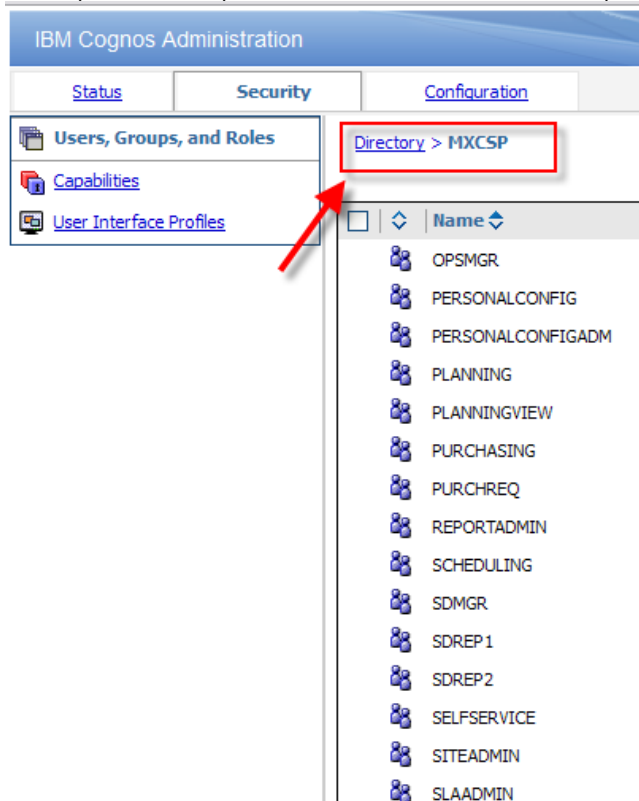 IBM Cognos Administration
Status Security Configuration
Users, Groups, and Roles
Capabilities
User Interface Profiles
Directory > MXCSP
Name
OPSMGR
PERSONALCONFIG
PERSONALCONFIGADM
PLANNING
PLANNINGVIEW
PURCHASING
PURCHREQ
REPORTADMIN
SCHEDULING
SDMGR
SDREP1
SDREP2
SELFSERVICE
SITEADMIN
SLAADMIN